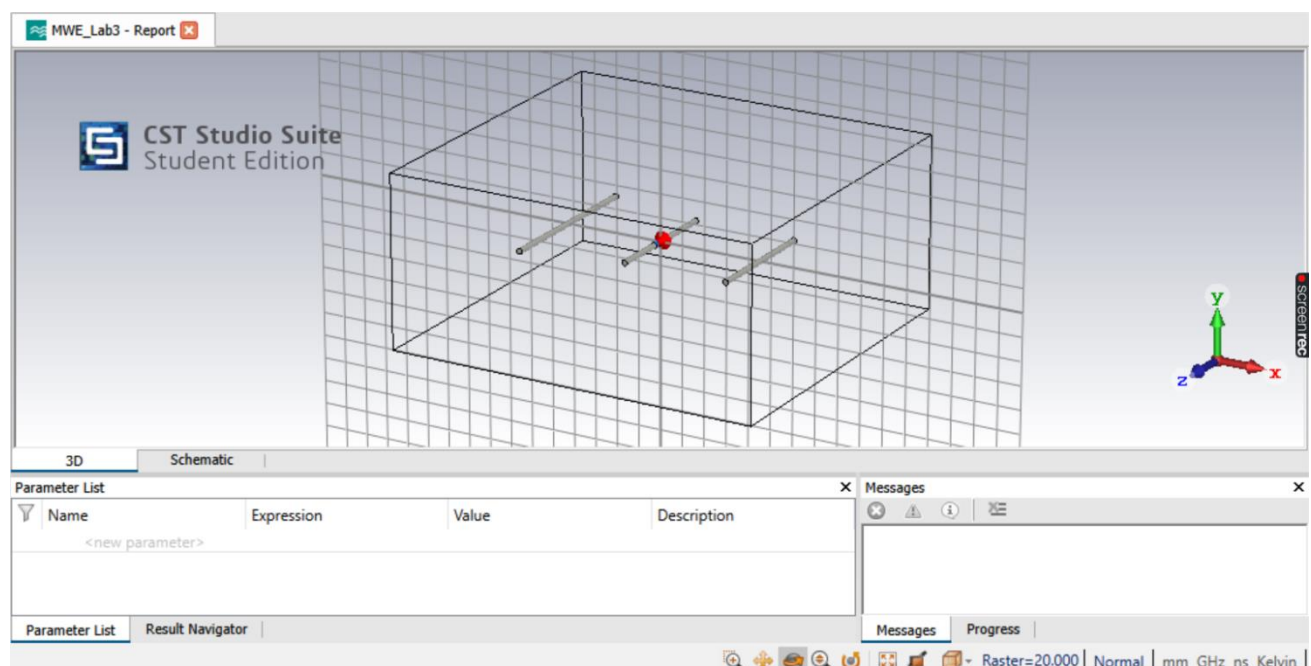 MWE_Lab3 - Report
CST Studio Suite
Student Edition
y
x
z
screenrec
3D Schematic
Parameter List
Name Expression Value Description
<new parameter>
Parameter List Result Navigator
Messages
Messages Progress
Raster=20.000 Normal mm GHz ns Kelvin